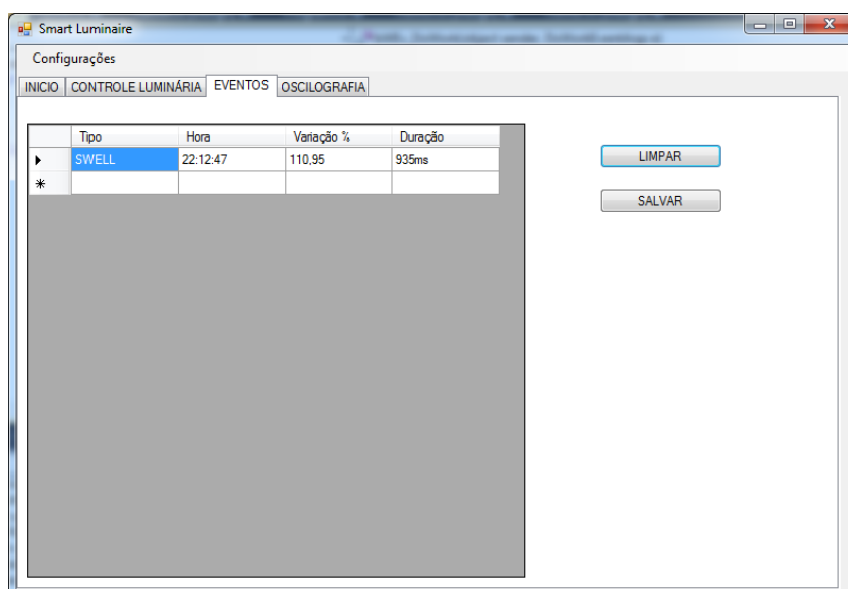 Smart Luminaire
Configurações
INICIO CONTROLE LUMINÁRIA EVENTOS OSCILOGRAFIA
Tipo Hora Variação % Duração
SWELL 22:12:47 110,95 935ms
LIMPAR
SALVAR